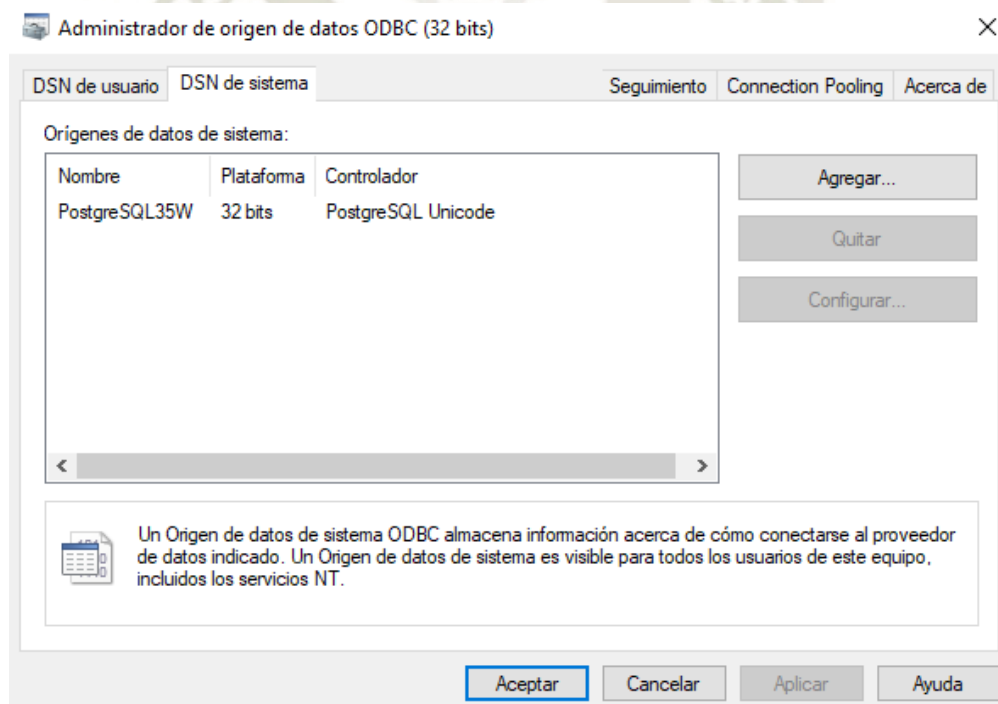 Administrador de origen de datos ODBC (32 bits)
DSN de usuario DSN de sistema Seguimiento Connection Pooling Acerca de
Orígenes de datos de sistema:
Nombre Plataforma Controlador
PostgreSQL35W 32 bits PostgreSQL Unicode
Agregar...
Quitar
Configurar...
Un Origen de datos de sistema ODBC almacena información acerca de cómo conectarse al proveedor
de datos indicado. Un Origen de datos de sistema es visible para todos los usuarios de este equipo,
incluidos los servicios NT.
Aceptar Cancelar Aplicar Ayuda